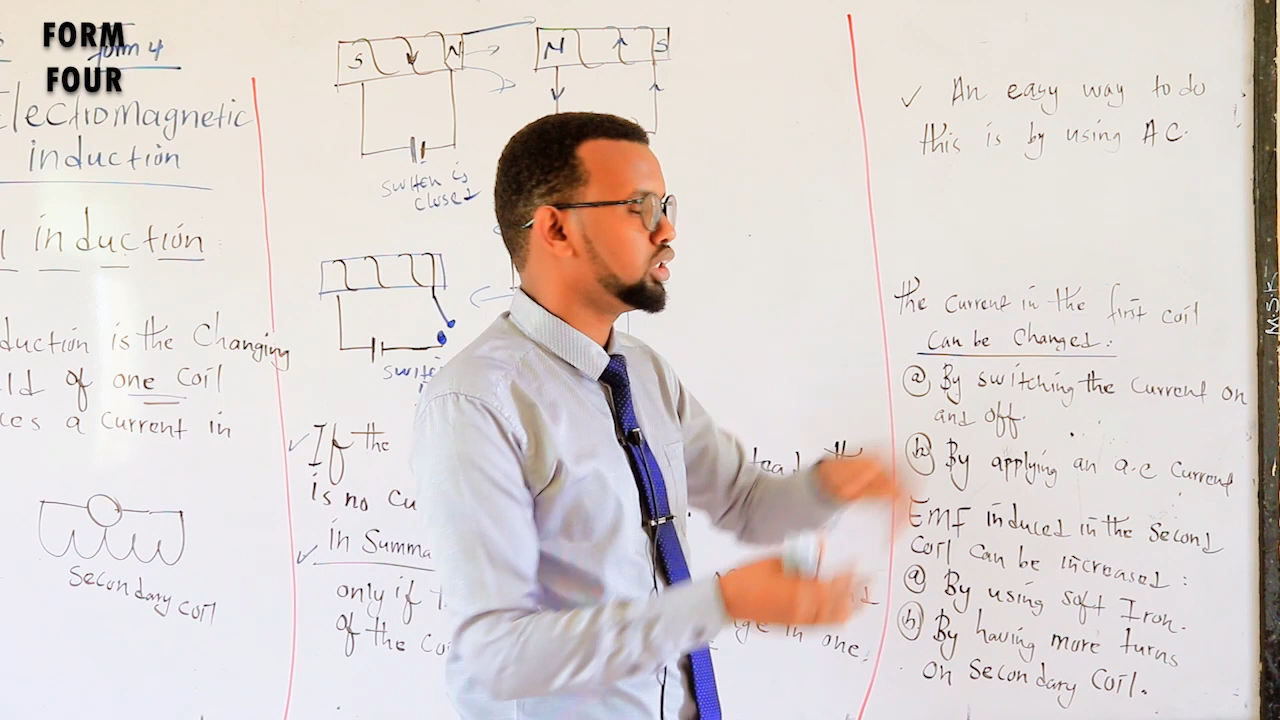 FORM
FOUR
Form 4
Electromagnetic
induction
induction
duction is the Changing
of one coil
a current in
Secondary coil
S N
N S
Switch is
closed
If the
is no
in Summa
only if
of the
in one.
✓ An easy way to do
this is by using AC.
the current in the first coil
can be Changed:
(a) By switching the current on
and off.
(b) By applying an a.c current
EMF induced in the Second
Coil can be increased:
(a) By using soft Iron.
(b) By having more turns
on Secondary Coil.
M.S.K